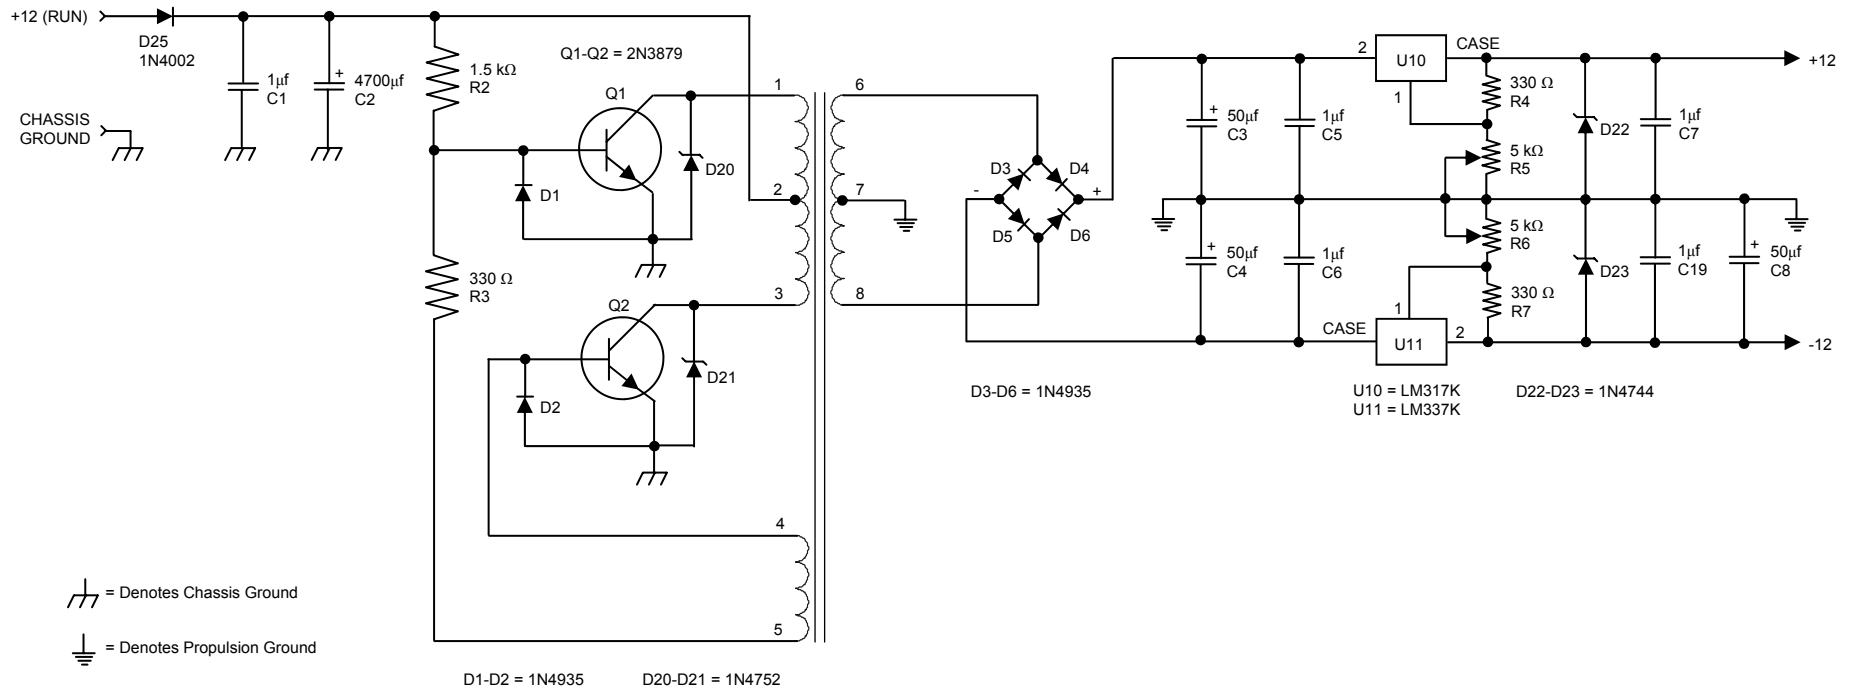 +12 (RUN)
D25
1N4002
1µf
C1
+
4700µf
C2
CHASSIS
GROUND
1.5 kΩ
R2
330 Ω
R3
Q1-Q2 = 2N3879
Q1
D1
D20
Q2
D2
D21
1
2
3
4
5
6
7
8
D3
D4
D5
D6
-
+
D3-D6 = 1N4935
+
50µf
C3
1µf
C5
+
50µf
C4
1µf
C6
2
U10
CASE
1
330 Ω
R4
5 kΩ
R5
5 kΩ
R6
330 Ω
R7
CASE
1
U11
2
D22
1µf
C7
D23
1µf
C19
+
50µf
C8
+12
-12
U10 = LM317K
U11 = LM337K
D22-D23 = 1N4744
= Denotes Chassis Ground
= Denotes Propulsion Ground
D1-D2 = 1N4935
D20-D21 = 1N4752